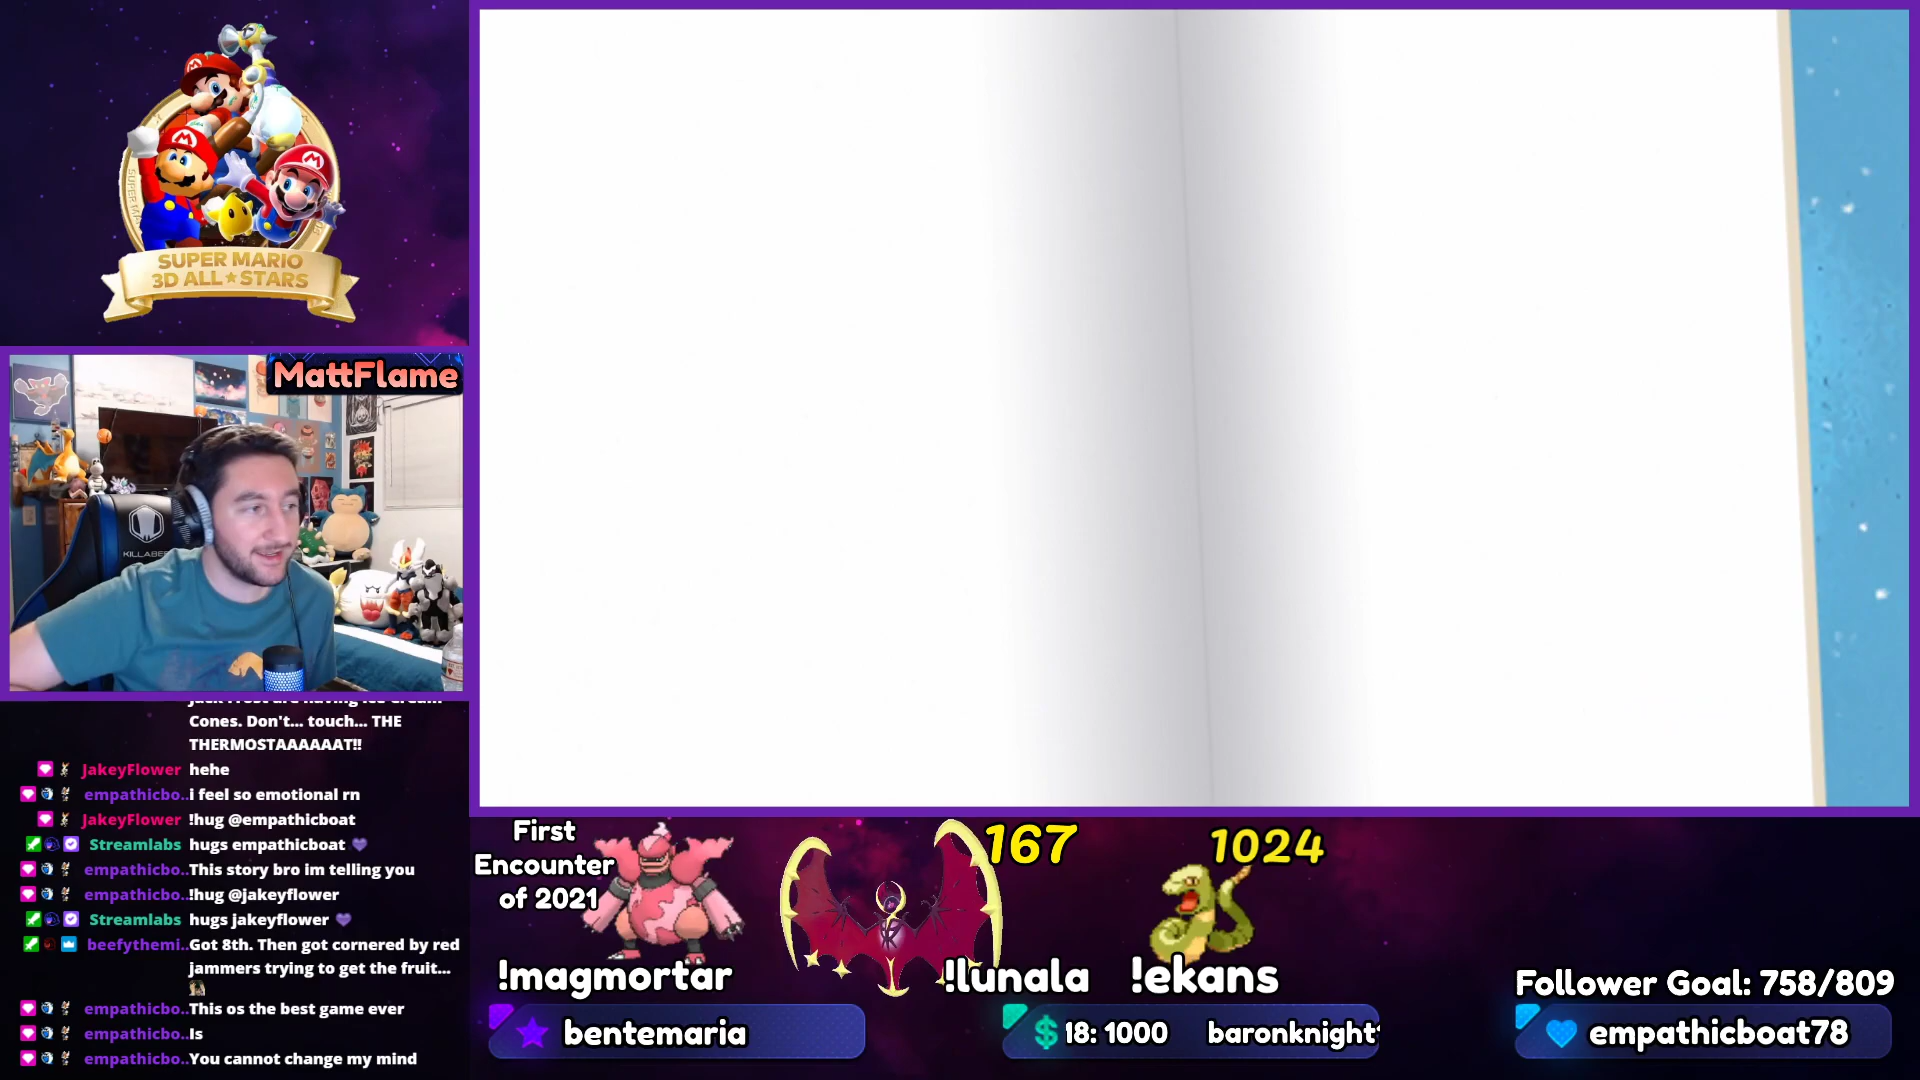 SUPER MARIO
3D ALL★STARS
MattFlame
KILLABEE
Cones. Don't... touch... THE
THERMOSTAAAAAAT!!
JakeyFlower hehe
empathicbo.. i feel so emotional rn
JakeyFlower !hug @empathicboat
Streamlabs hugs empathicboat 💜
empathicbo.. This story bro im telling you
empathicbo.. !hug @jakeyflower
Streamlabs hugs jakeyflower 💜
beefythemi.. Got 8th. Then got cornered by red
jammers trying to get the fruit...
empathicbo.. This os the best game ever
empathicbo.. Is
empathicbo.. You cannot change my mind
First
Encounter
of 2021
!magmortar
167
!lunala
1024
!ekans
Follower Goal: 758/809
bentemaria
18: 1000 baronknight
empathicboat78